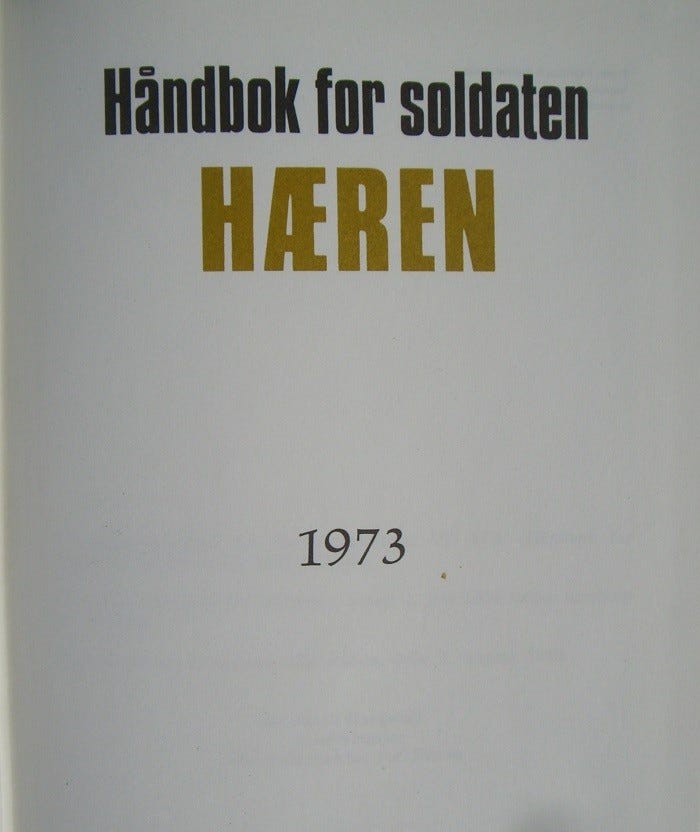 Håndbok for soldaten
HÆREN
1973